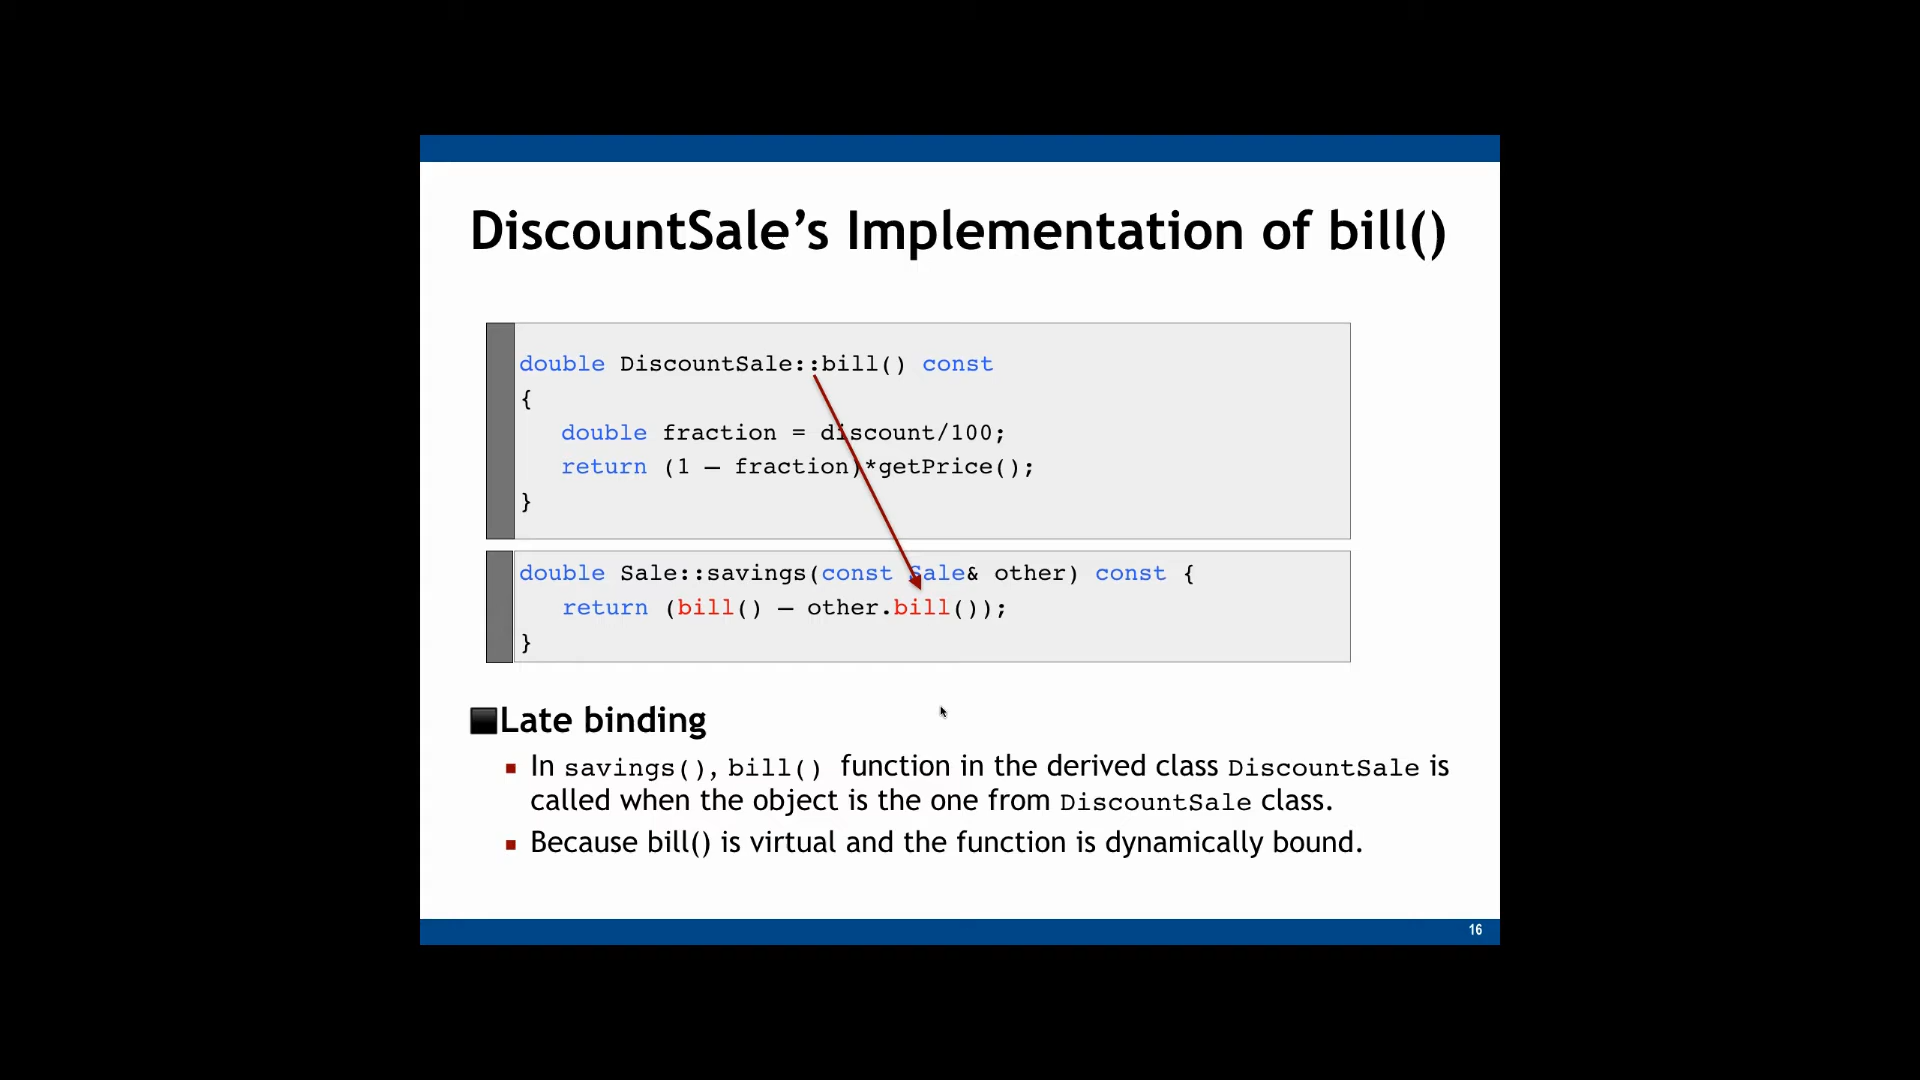 DiscountSale’s Implementation of bill()
double DiscountSale::bill() const
{
double fraction = discount/100;
return (1 – fraction)*getPrice();
}
double Sale::savings(const Sale& other) const {
return (bill() – other.bill());
}
Late binding
In savings(), bill() function in the derived class DiscountSale is
called when the object is the one from DiscountSale class.
Because bill() is virtual and the function is dynamically bound.
16